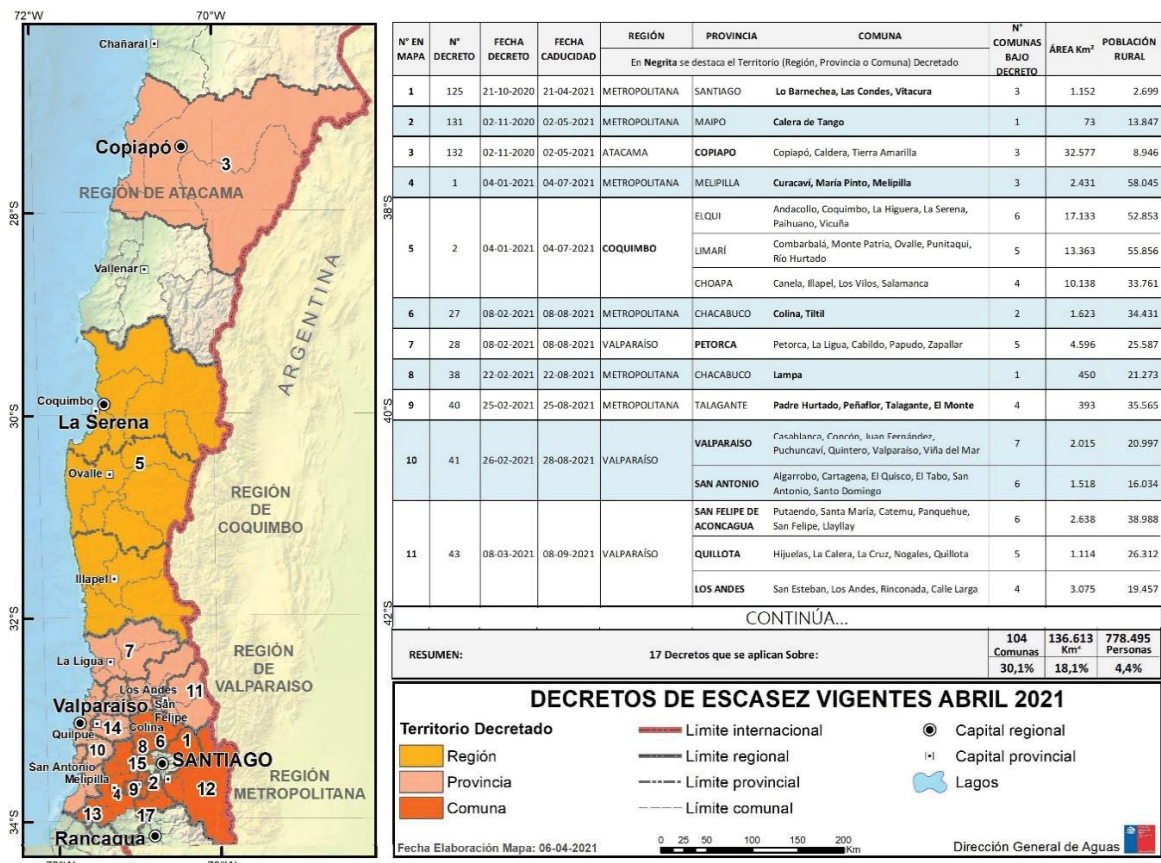 72°W
70°W
Chañaral
Copiapó
3
REGIÓN DE ATACAMA
28°S
Vallenar
ARGENTINA
Coquimbo
30°S
La Serena
5
Ovalle
REGIÓN
DE
COQUIMBO
Illapel
32°S
7
La Ligua
REGIÓN
DE
VALPARAISO
Los Andes
11
San
Felipe
Valparaíso
Quilpué
14
Colina
10
8
6
1
15
SANTIAGO
San Antonio
Melipilla
4
9
2
12
REGIÓN
METROPOLITANA
13
17
34°S
Rancagua
Fecha Elaboración Mapa: 06-04-2021
38°S
40°S
42°S
N° EN MAPA N° DECRETO FECHA DECRETO FECHA CADUCIDAD REGIÓN PROVINCIA COMUNA N° COMUNAS BAJO DECRETO ÁREA Km² POBLACIÓN RURAL
En Negrita se destaca el Territorio (Región, Provincia o Comuna) Decretado
1 125 21-10-2020 21-04-2021 METROPOLITANA SANTIAGO Lo Barnechea, Las Condes, Vitacura 3 1.152 2.699
2 131 02-11-2020 02-05-2021 METROPOLITANA MAIPO Calera de Tango 1 73 13.847
3 132 02-11-2020 02-05-2021 ATACAMA COPIAPO Copiapó, Caldera, Tierra Amarilla 3 32.577 8.946
4 1 04-01-2021 04-07-2021 METROPOLITANA MELIPILLA Curacaví, María Pinto, Melipilla 3 2.431 58.045
5 2 04-01-2021 04-07-2021 COQUIMBO
ELQUI Andacollo, Coquimbo, La Higuera, La Serena, Paihuano, Vicuña 6 17.133 52.853
LIMARÍ Combarbalá, Monte Patria, Ovalle, Punitaqui, Río Hurtado 5 13.363 55.856
CHOAPA Canela, Illapel, Los Vilos, Salamanca 4 10.138 33.761
6 27 08-02-2021 08-08-2021 METROPOLITANA CHACABUCO Colina, Tiltil 2 1.623 34.431
7 28 08-02-2021 08-08-2021 VALPARAÍSO PETORCA Petorca, La Ligua, Cabildo, Papudo, Zapallar 5 4.596 25.587
8 38 22-02-2021 22-08-2021 METROPOLITANA CHACABUCO Lampa 1 450 21.273
9 40 25-02-2021 25-08-2021 METROPOLITANA TALAGANTE Padre Hurtado, Peñaflor, Talagante, El Monte 4 393 35.565
10 41 26-02-2021 28-08-2021 VALPARAÍSO
VALPARAÍSO Casablanca, Concón, Juan Fernández, Puchuncaví, Quintero, Valparaíso, Viña del Mar 7 2.015 20.997
SAN ANTONIO Algarrobo, Cartagena, El Quisco, El Tabo, San Antonio, Santo Domingo 6 1.518 16.034
11 43 08-03-2021 08-09-2021 VALPARAÍSO
SAN FELIPE DE ACONCAGUA Putaendo, Santa María, Catemu, Panquehue, San Felipe, Llayllay 6 2.638 38.988
QUILLOTA Hijuelas, La Calera, La Cruz, Nogales, Quillota 5 1.114 26.312
LOS ANDES San Esteban, Los Andes, Rinconada, Calle Larga 4 3.075 19.457
CONTINÚA...
RESUMEN: 17 Decretos que se aplican Sobre: 104 Comunas 136.613 Km² 778.495 Personas
30,1% 18,1% 4,4%
DECRETOS DE ESCASEZ VIGENTES ABRIL 2021
Territorio Decretado
Región
Provincia
Comuna
Límite internacional
Límite regional
Límite provincial
Límite comunal
Capital regional
Capital provincial
Lagos
0 25 50 100 150 200
Km
Dirección General de Aguas